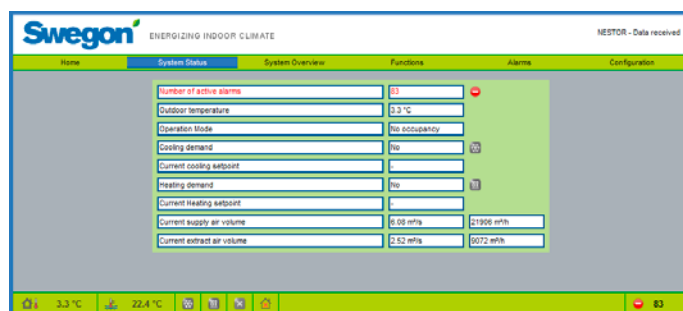 Swegon ENERGIZING INDOOR CLIMATE NESTOR - Data received
Home System Status System Overview Functions Alarms Configuration
Number of active alarms 83
Outdoor temperature 3.3 °C
Operation Mode No occupancy
Cooling demand No
Current cooling setpoint -
Heating demand No
Current Heating setpoint -
Current supply air volume 6.08 m³/s 21906 m³/h
Current extract air volume 2.52 m³/s 9072 m³/h
3.3 °C 22.4 °C 83